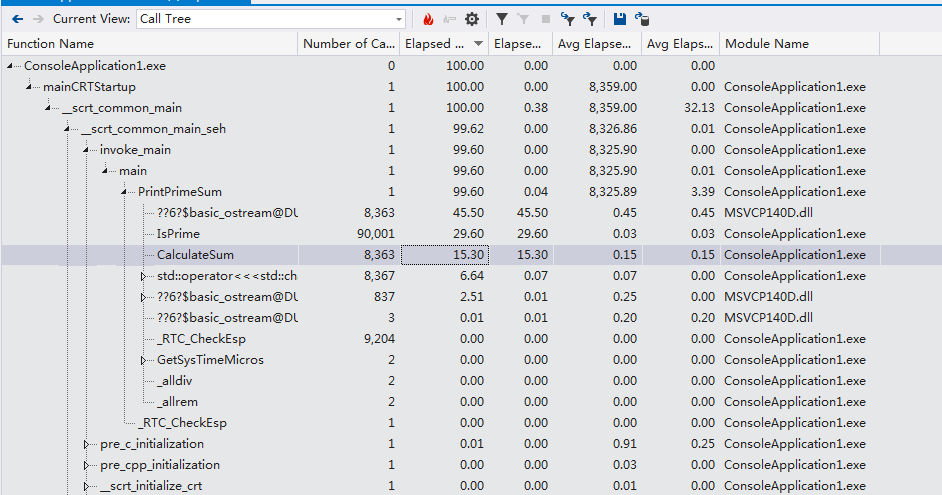 Current View: Call Tree
Function Name Number of Ca... Elapsed ... Elapse... Avg Elapse... Avg Elaps... Module Name
ConsoleApplication1.exe 0 100.00 0.00 0.00 0.00
mainCRTStartup 1 100.00 0.00 8,359.00 0.00 ConsoleApplication1.exe
__scrt_common_main 1 100.00 0.38 8,359.00 32.13 ConsoleApplication1.exe
__scrt_common_main_seh 1 99.62 0.00 8,326.86 0.01 ConsoleApplication1.exe
invoke_main 1 99.60 0.00 8,325.90 0.00 ConsoleApplication1.exe
main 1 99.60 0.00 8,325.90 0.01 ConsoleApplication1.exe
PrintPrimeSum 1 99.60 0.04 8,325.89 3.39 ConsoleApplication1.exe
??6?$basic_ostream@DU 8,363 45.50 45.50 0.45 0.45 MSVCP140D.dll
IsPrime 90,001 29.60 29.60 0.03 0.03 ConsoleApplication1.exe
CalculateSum 8,363 15.30 15.30 0.15 0.15 ConsoleApplication1.exe
std::operator<<<std::ch 8,367 6.64 0.07 0.07 0.00 ConsoleApplication1.exe
??6?$basic_ostream@DU 837 2.51 0.01 0.25 0.00 MSVCP140D.dll
??6?$basic_ostream@DU 3 0.01 0.01 0.20 0.20 MSVCP140D.dll
_RTC_CheckEsp 9,204 0.00 0.00 0.00 0.00 ConsoleApplication1.exe
GetSysTimeMicros 2 0.00 0.00 0.00 0.00 ConsoleApplication1.exe
_alldiv 2 0.00 0.00 0.00 0.00 ConsoleApplication1.exe
_allrem 2 0.00 0.00 0.00 0.00 ConsoleApplication1.exe
_RTC_CheckEsp 1 0.00 0.00 0.00 0.00 ConsoleApplication1.exe
pre_c_initialization 1 0.01 0.00 0.91 0.25 ConsoleApplication1.exe
pre_cpp_initialization 1 0.00 0.00 0.03 0.00 ConsoleApplication1.exe
__scrt_initialize_crt 1 0.00 0.00 0.01 0.00 ConsoleApplication1.exe